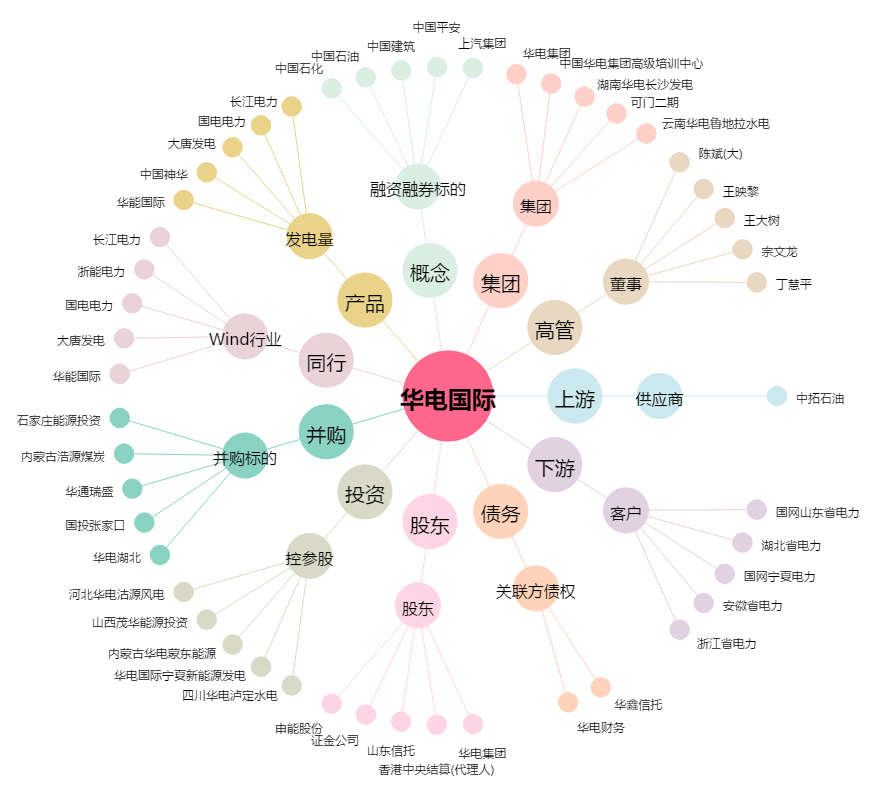 中国平安
中国建筑
上汽集团
中国石油
中国石化
华电集团
中国华电集团高级培训中心
湖南华电长沙发电
可门二期
云南华电鲁地拉水电
长江电力
国电电力
大唐发电
中国神华
华能国际
融资融券标的
集团
陈斌(大)
王映黎
王大树
宗文龙
丁慧平
发电量
董事
长江电力
浙能电力
国电电力
大唐发电
华能国际
概念
集团
产品
高管
Wind行业
同行
华电国际
上游
供应商
中拓石油
石家庄能源投资
内蒙古浩源煤炭
华通瑞盛
国投张家口
华电湖北
并购标的
并购
投资
股东
债务
下游
客户
国网山东省电力
湖北省电力
国网宁夏电力
安徽省电力
浙江省电力
控参股
河北华电沽源风电
山西茂华能源投资
内蒙古华电蒙东能源
华电国际宁夏新能源发电
四川华电泸定水电
股东
关联方债权
申能股份
证金公司
山东信托
香港中央结算(代理人)
华电集团
华电财务
华鑫信托